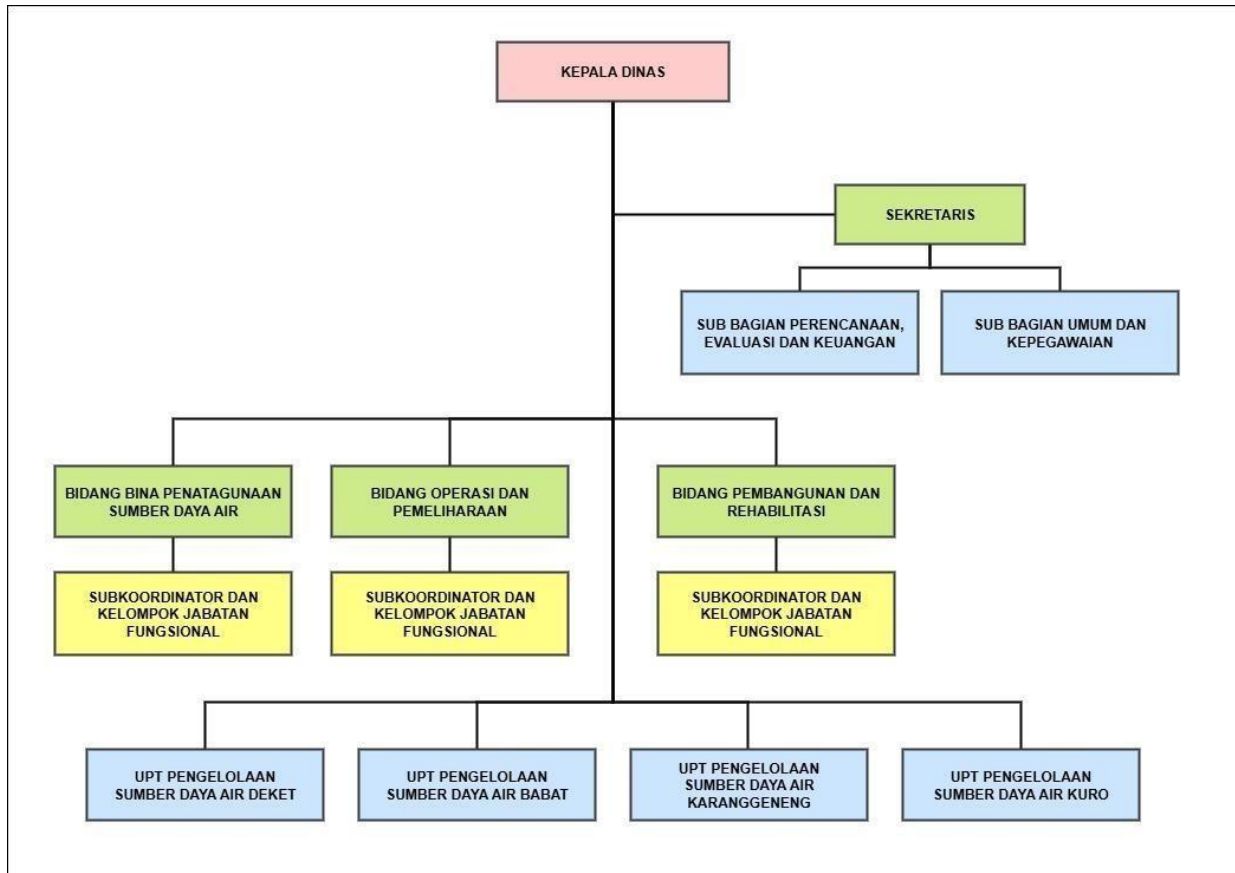 KEPALA DINAS
SEKRETARIS
SUB BAGIAN PERENCANAAN,
EVALUASI DAN KEUANGAN
SUB BAGIAN UMUM DAN
KEPEGAWAIAN
BIDANG BINA PENATAGUNAAN
SUMBER DAYA AIR
BIDANG OPERASI DAN
PEMELIHARAAN
BIDANG PEMBANGUNAN DAN
REHABILITASI
SUBKOORDINATOR DAN
KELOMPOK JABATAN
FUNGSIONAL
SUBKOORDINATOR DAN
KELOMPOK JABATAN
FUNGSIONAL
SUBKOORDINATOR DAN
KELOMPOK JABATAN
FUNGSIONAL
UPT PENGELOLAAN
SUMBER DAYA AIR DEKET
UPT PENGELOLAAN
SUMBER DAYA AIR BABAT
UPT PENGELOLAAN
SUMBER DAYA AIR
KARANGGENENG
UPT PENGELOLAAN
SUMBER DAYA AIR KURO